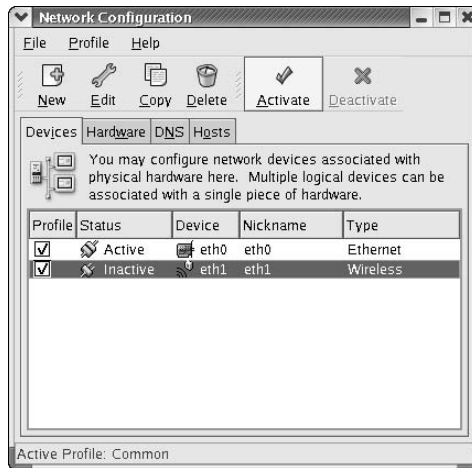 Network Configuration
File Profile Help
New Edit Copy Delete Activate Deactivate
Devices Hardware DNS Hosts
You may configure network devices associated with
physical hardware here. Multiple logical devices can be
associated with a single piece of hardware.
Profile Status Device Nickname Type
Active eth0 eth0 Ethernet
Inactive eth1 eth1 Wireless
Active Profile: Common